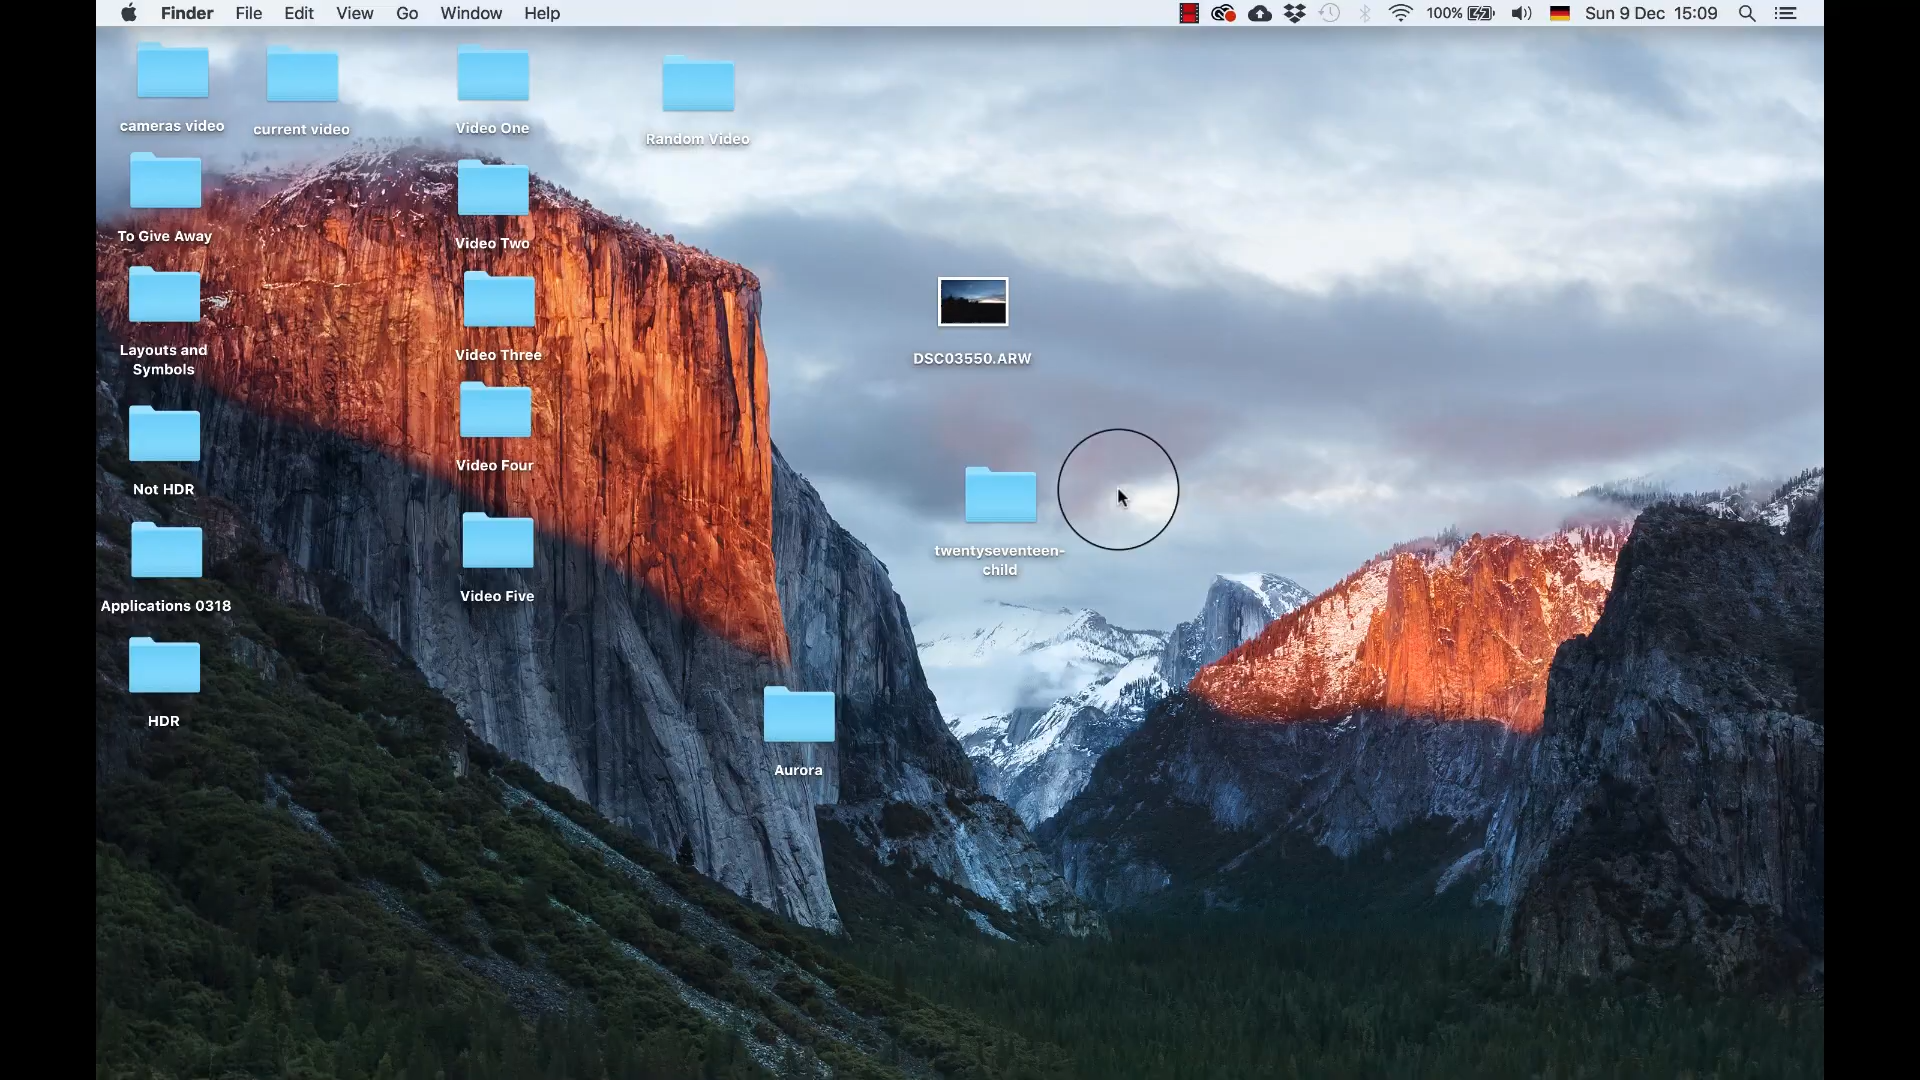 Finder File Edit View Go Window Help 100% Sun 9 Dec 15:09
cameras video
current video
Video One
Random Video
To Give Away
Video Two
Layouts and
Symbols
Video Three
DSC03550.ARW
Not HDR
Video Four
twentyseventeen-
child
Applications 0318
Video Five
HDR
Aurora